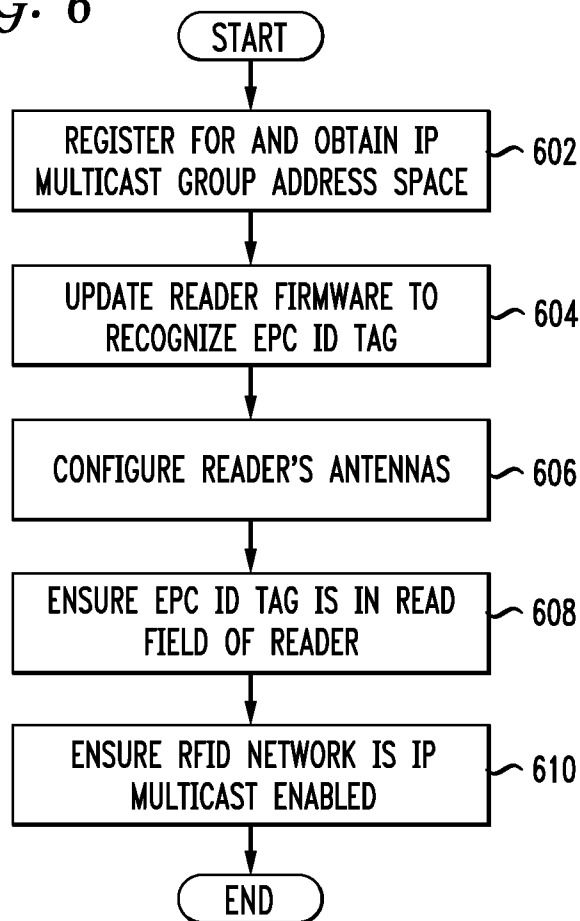 g. 6
START
REGISTER FOR AND OBTAIN IP
MULTICAST GROUP ADDRESS SPACE
602
UPDATE READER FIRMWARE TO
RECOGNIZE EPC ID TAG
604
CONFIGURE READER'S ANTENNAS
606
ENSURE EPC ID TAG IS IN READ
FIELD OF READER
608
ENSURE RFID NETWORK IS IP
MULTICAST ENABLED
610
END